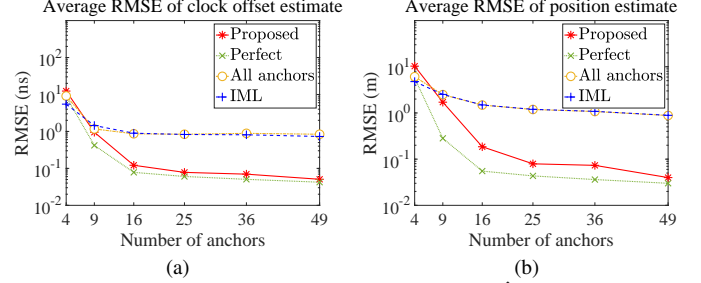 Average RMSE of clock offset estimate
RMSE (ns)
10^2
10^1
10^0
10^-1
10^-2
4 9 16 25 36 49
Number of anchors
Proposed
Perfect
All anchors
IML
(a)
Average RMSE of position estimate
RMSE (m)
10^1
10^0
10^-1
10^-2
4 9 16 25 36 49
Number of anchors
Proposed
Perfect
All anchors
IML
(b)